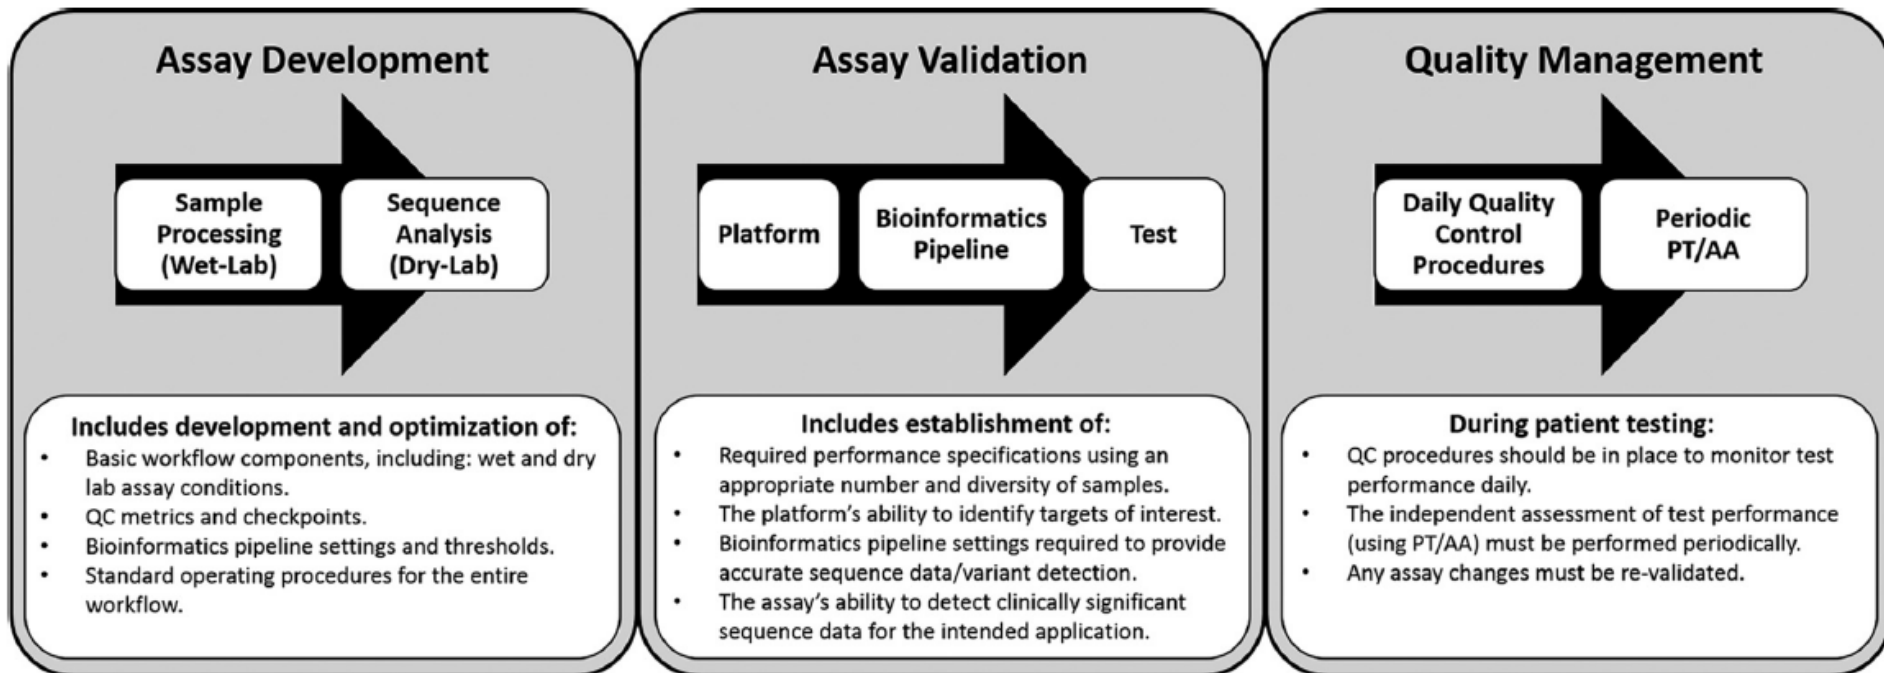 Assay Development
Sample
Processing
(Wet-Lab)
Sequence
Analysis
(Dry-Lab)
Includes development and optimization of:
• Basic workflow components, including: wet and dry
lab assay conditions.
• QC metrics and checkpoints.
• Bioinformatics pipeline settings and thresholds.
• Standard operating procedures for the entire
workflow.
Assay Validation
Platform
Bioinformatics
Pipeline
Test
Includes establishment of:
• Required performance specifications using an
appropriate number and diversity of samples.
• The platform’s ability to identify targets of interest.
• Bioinformatics pipeline settings required to provide
accurate sequence data/variant detection.
• The assay’s ability to detect clinically significant
sequence data for the intended application.
Quality Management
Daily Quality
Control
Procedures
Periodic
PT/AA
During patient testing:
• QC procedures should be in place to monitor test
performance daily.
• The independent assessment of test performance
(using PT/AA) must be performed periodically.
• Any assay changes must be re-validated.